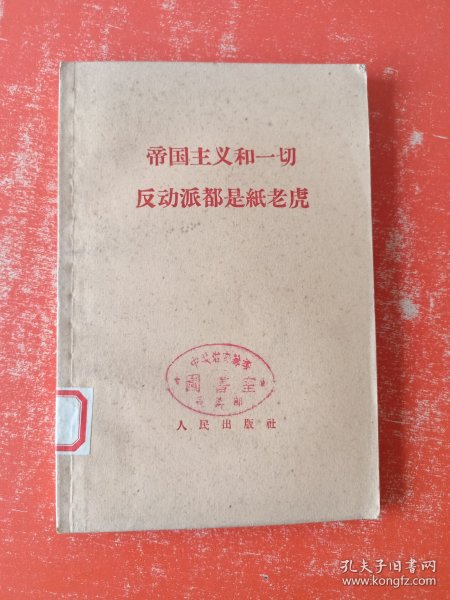 帝国主义和一切
反动派都是紙老虎
圖書室
人民出版社
孔夫子旧书网
www.kongfz.com